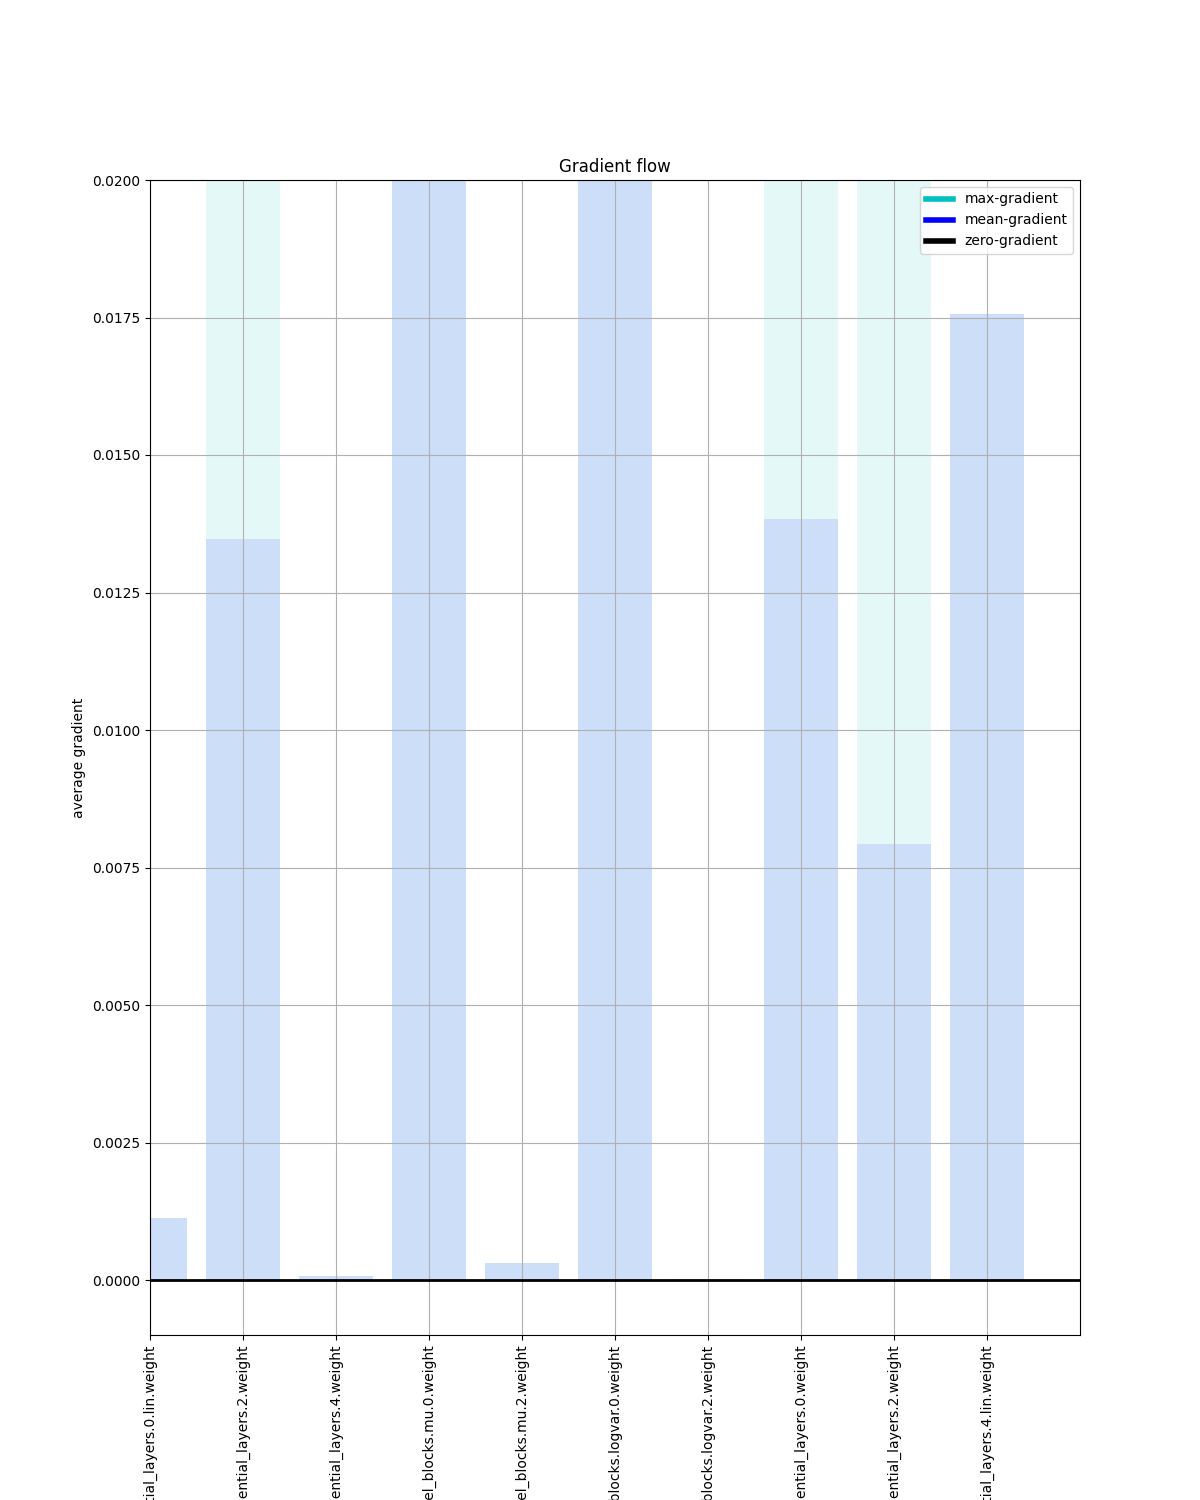 Gradient flow
max-gradient
mean-gradient
zero-gradient
0.0200
0.0175
0.0150
0.0125
0.0100
0.0075
0.0050
0.0025
0.0000
average gradient
tial_layers.0.lin.weight
ential_layers.2.weight
ential_layers.4.weight
el_blocks.mu.0.weight
el_blocks.mu.2.weight
blocks.logvar.0.weight
blocks.logvar.2.weight
ential_layers.0.weight
ential_layers.2.weight
tial_layers.4.lin.weight